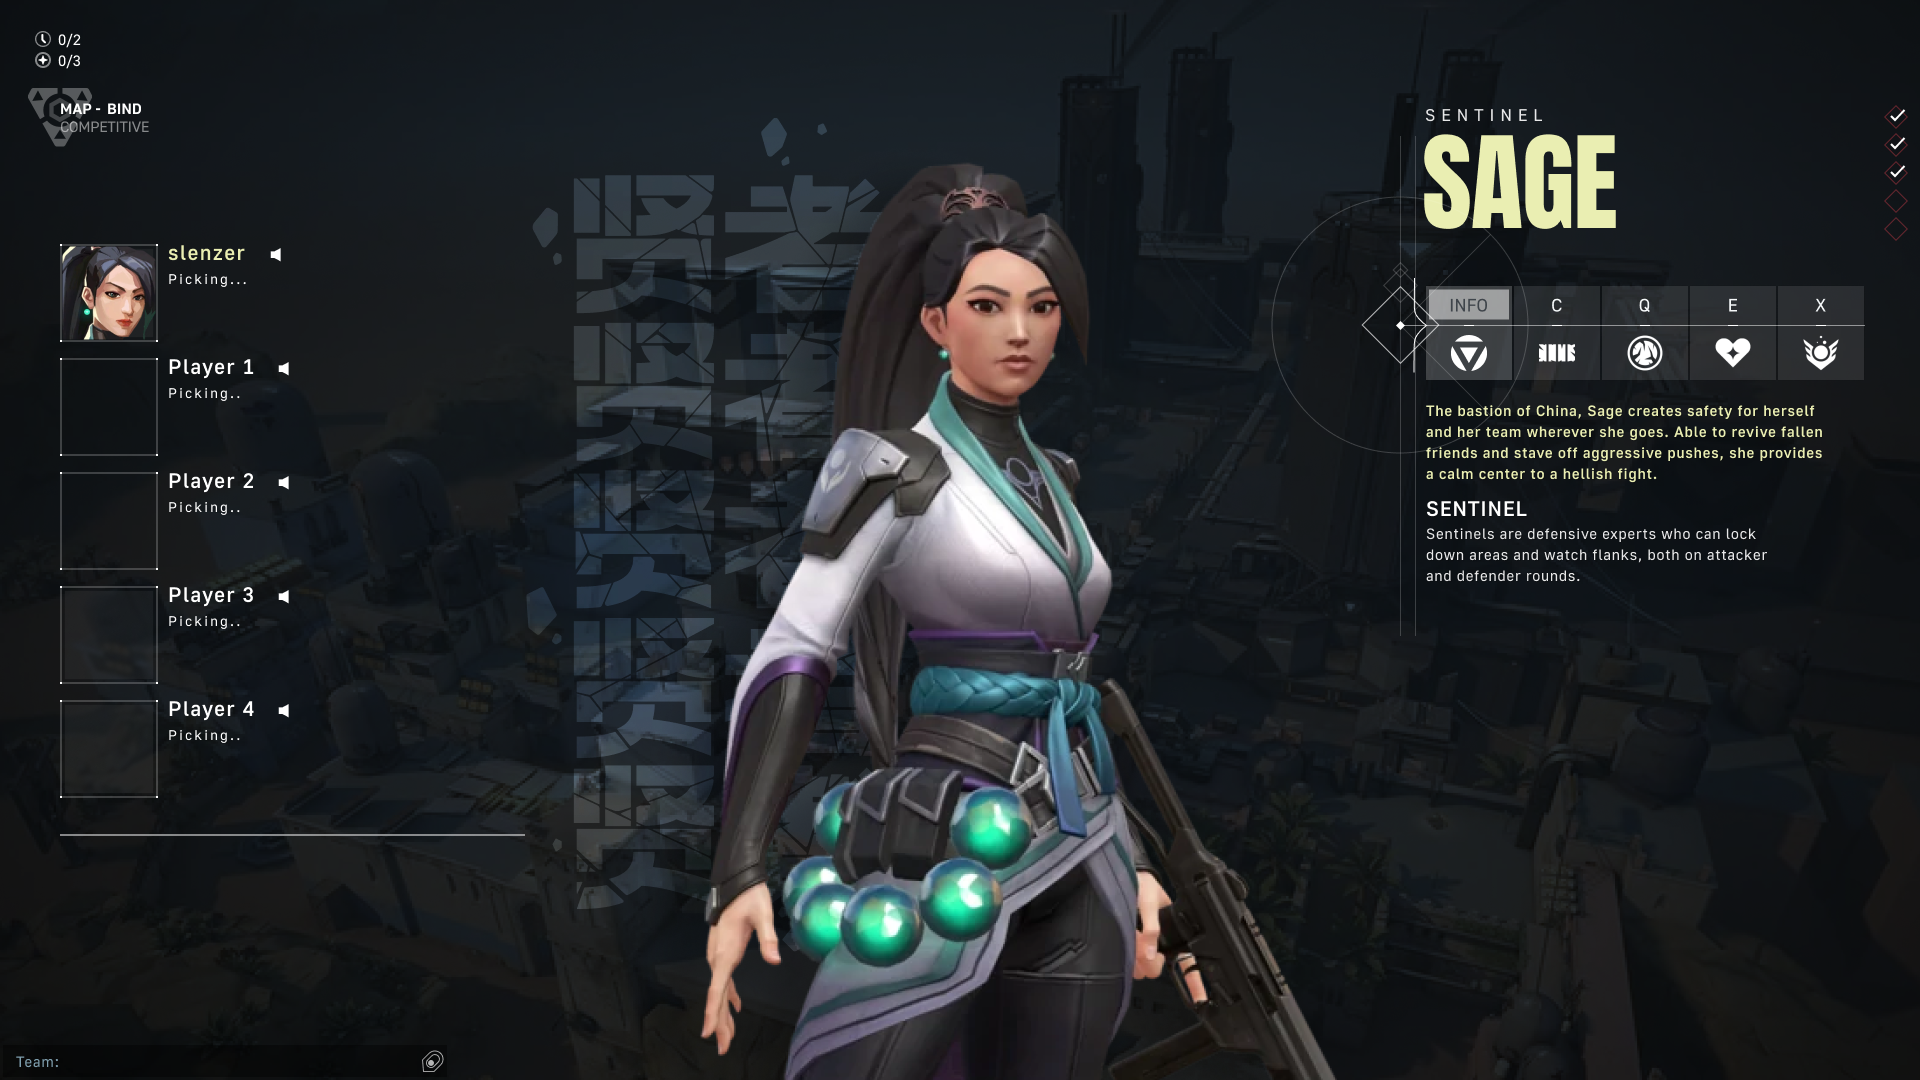 0/2
0/3
MAP - BIND
COMPETITIVE
slenzer
Picking...
Player 1
Picking..
Player 2
Picking..
Player 3
Picking..
Player 4
Picking..
Team:
贤者
SENTINEL
SAGE
INFO C Q E X
The bastion of China, Sage creates safety for herself
and her team wherever she goes. Able to revive fallen
friends and stave off aggressive pushes, she provides
a calm center to a hellish fight.
SENTINEL
Sentinels are defensive experts who can lock
down areas and watch flanks, both on attacker
and defender rounds.